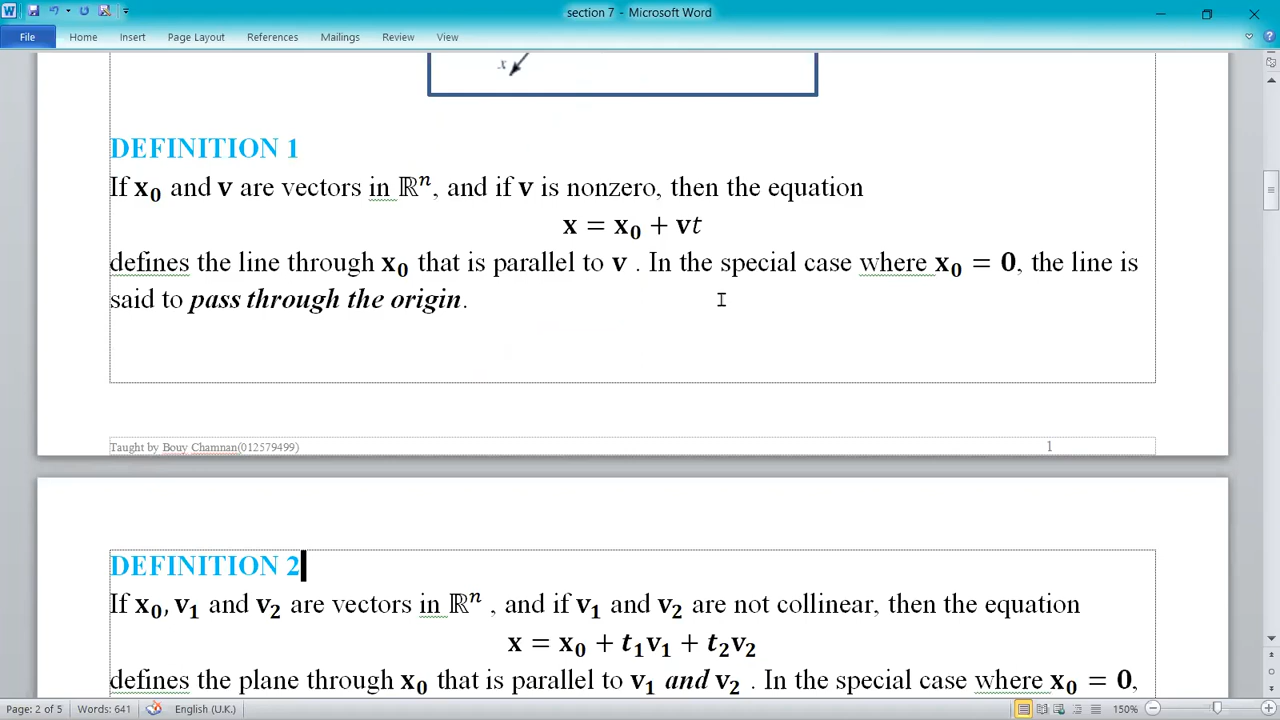 section 7 - Microsoft Word
File Home Insert Page Layout References Mailings Review View
x
DEFINITION 1
If 𝐱₀ and 𝐯 are vectors in ℝⁿ, and if 𝐯 is nonzero, then the equation
𝐱 = 𝐱₀ + 𝐯𝑡
defines the line through 𝐱₀ that is parallel to 𝐯 . In the special case where 𝐱₀ = 𝟎, the line is
said to pass through the origin.
Taught by Bouy Chamnan(012579499) 1
DEFINITION 2
If 𝐱₀, 𝐯₁ and 𝐯₂ are vectors in ℝⁿ , and if 𝐯₁ and 𝐯₂ are not collinear, then the equation
𝐱 = 𝐱₀ + 𝒕₁𝐯₁ + 𝒕₂𝐯₂
defines the plane through 𝐱₀ that is parallel to 𝐯₁ and 𝐯₂ . In the special case where 𝐱₀ = 𝟎,
Page: 2 of 5 Words: 641 English (U.K.) 150%